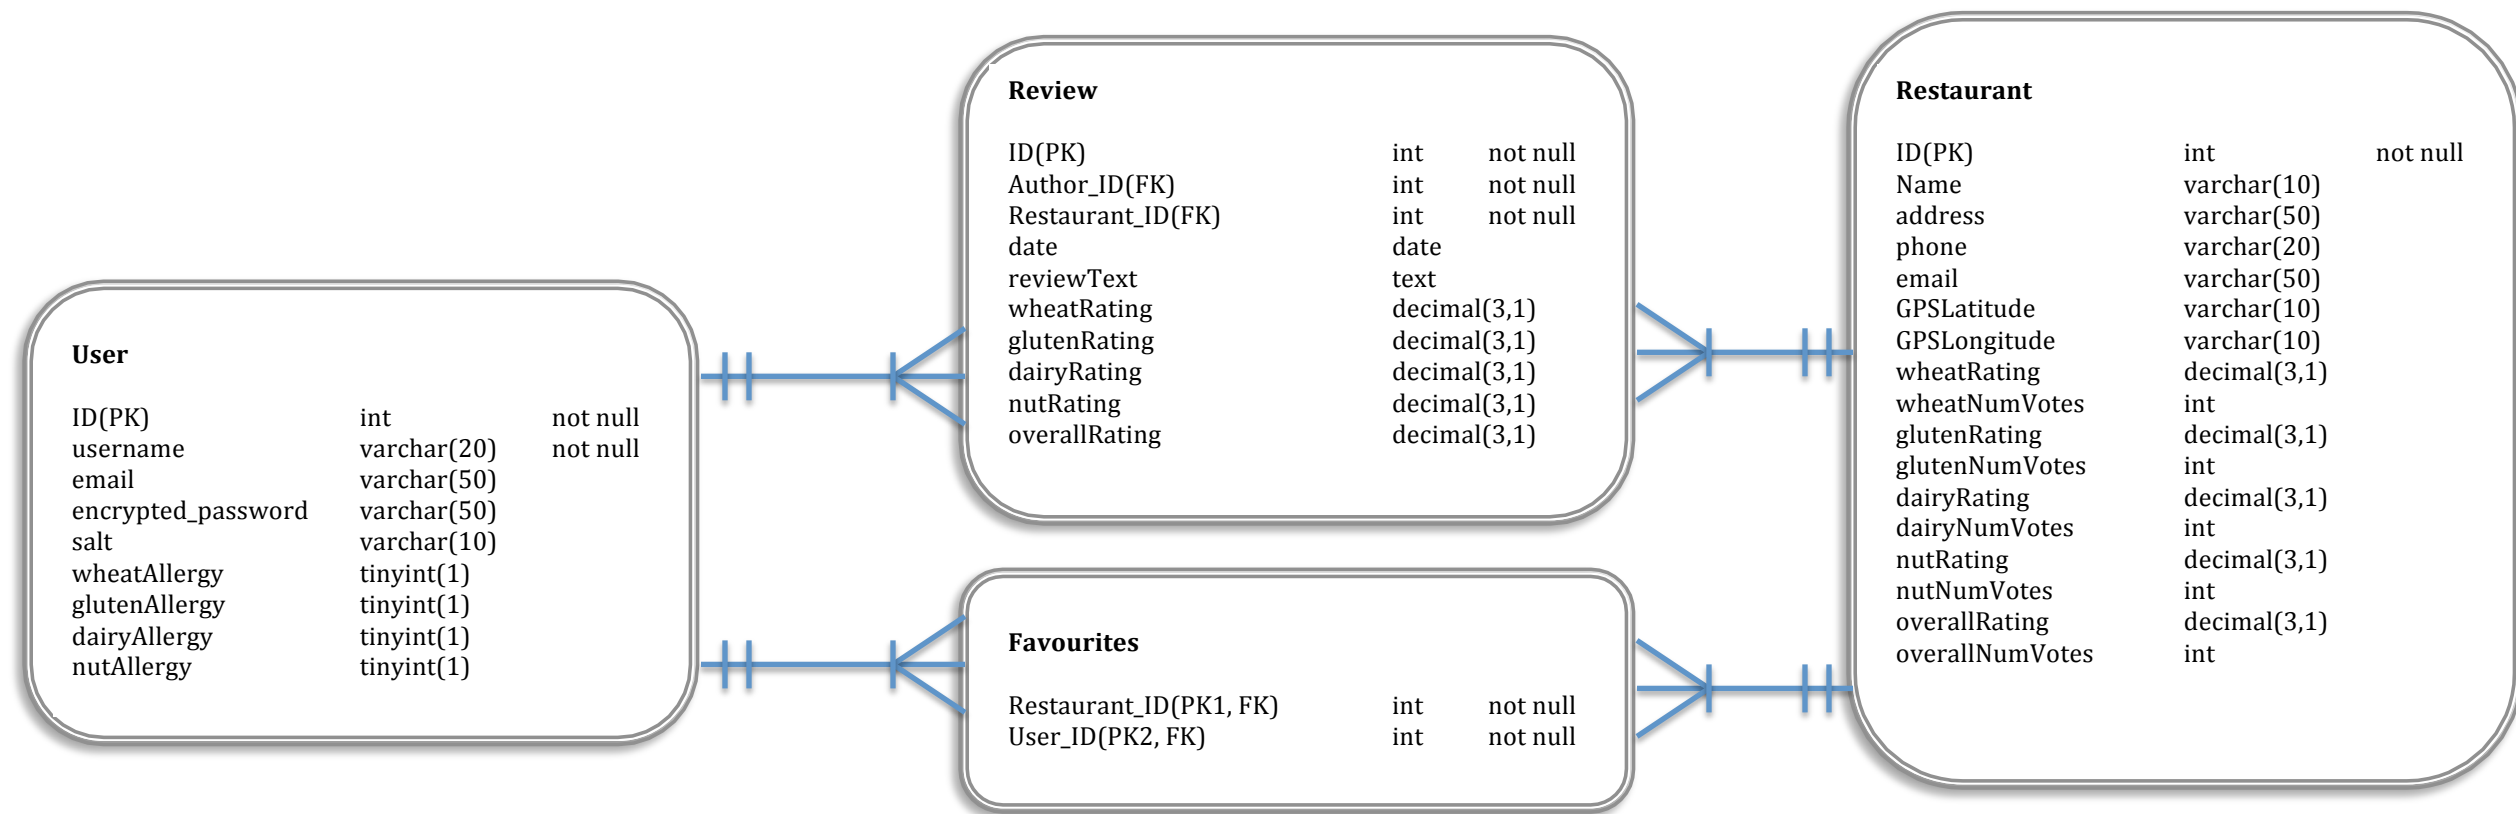 User
ID(PK) int not null
username varchar(20) not null
email varchar(50)
encrypted_password varchar(50)
salt varchar(10)
wheatAllergy tinyint(1)
glutenAllergy tinyint(1)
dairyAllergy tinyint(1)
nutAllergy tinyint(1)
Review
ID(PK) int not null
Author_ID(FK) int not null
Restaurant_ID(FK) int not null
date date
reviewText text
wheatRating decimal(3,1)
glutenRating decimal(3,1)
dairyRating decimal(3,1)
nutRating decimal(3,1)
overallRating decimal(3,1)
Favourites
Restaurant_ID(PK1, FK) int not null
User_ID(PK2, FK) int not null
Restaurant
ID(PK) int not null
Name varchar(10)
address varchar(50)
phone varchar(20)
email varchar(50)
GPSLatitude varchar(10)
GPSLongitude varchar(10)
wheatRating decimal(3,1)
wheatNumVotes int
glutenRating decimal(3,1)
glutenNumVotes int
dairyRating decimal(3,1)
dairyNumVotes int
nutRating decimal(3,1)
nutNumVotes int
overallRating decimal(3,1)
overallNumVotes int